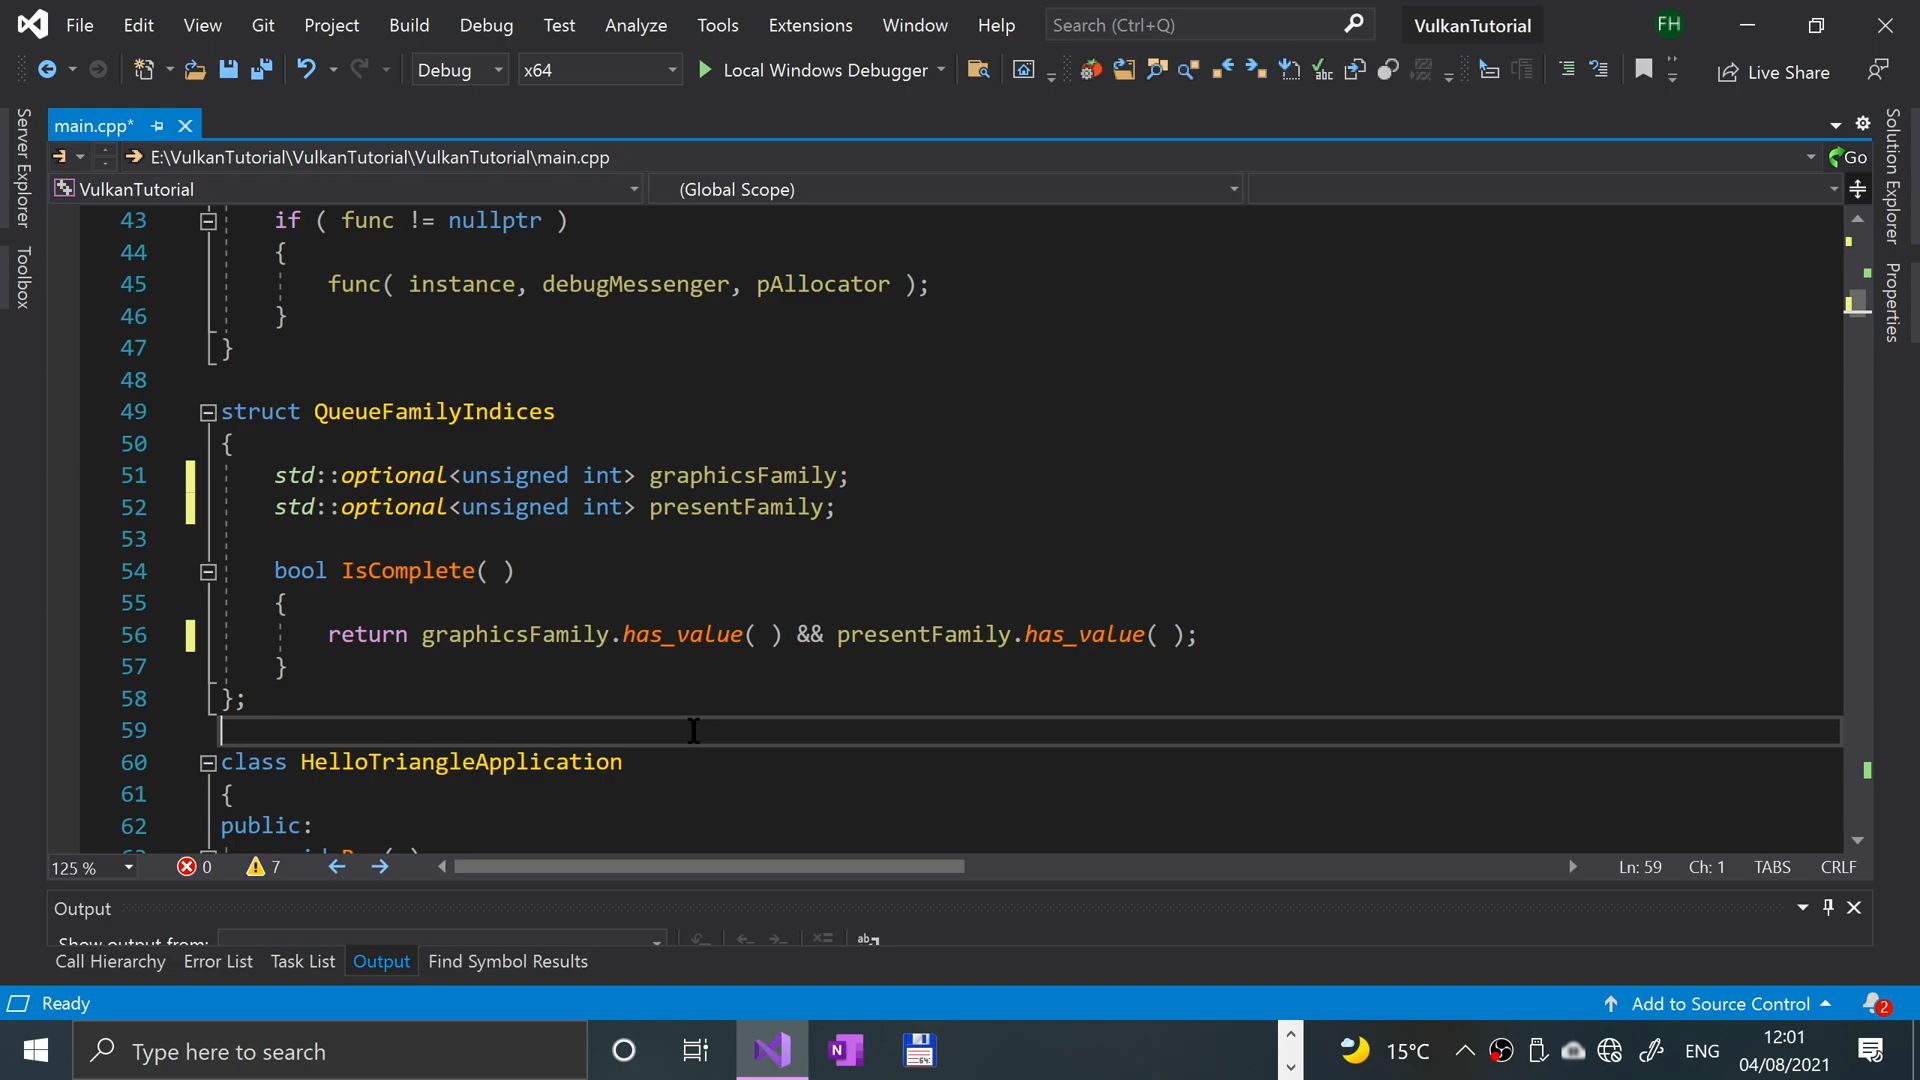 File Edit View Git Project Build Debug Test Analyze Tools Extensions Window Help Search (Ctrl+Q) VulkanTutorial FH
Debug x64 Local Windows Debugger Live Share
main.cpp*
E:\VulkanTutorial\VulkanTutorial\VulkanTutorial\main.cpp Go
VulkanTutorial (Global Scope)
Server Explorer
Toolbox
Solution Explorer
Properties
43 if ( func != nullptr )
44 {
45 func( instance, debugMessenger, pAllocator );
46 }
47 }
48
49 struct QueueFamilyIndices
50 {
51 std::optional<unsigned int> graphicsFamily;
52 std::optional<unsigned int> presentFamily;
53
54 bool IsComplete( )
55 {
56 return graphicsFamily.has_value( ) && presentFamily.has_value( );
57 }
58 };
59
60 class HelloTriangleApplication
61 {
62 public:
125 % 0 7 Ln: 59 Ch: 1 TABS CRLF
Output
Show output from:
Call Hierarchy Error List Task List Output Find Symbol Results
Ready Add to Source Control 2
Type here to search 15°C ENG 12:01
04/08/2021